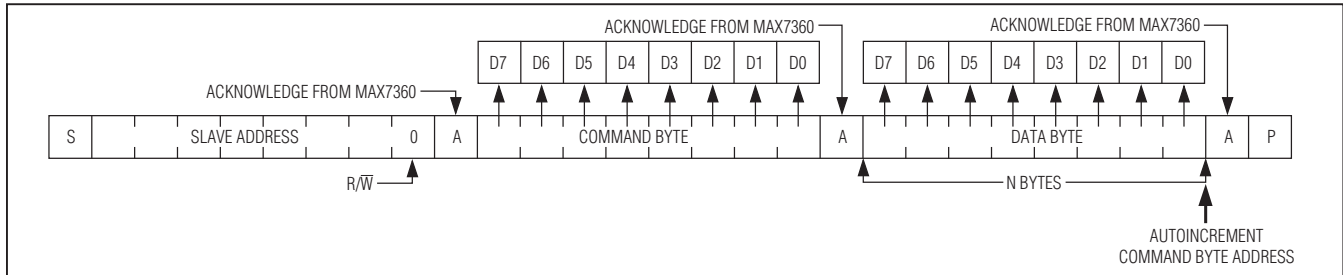 ACKNOWLEDGE FROM MAX7360 ACKNOWLEDGE FROM MAX7360
D7 D6 D5 D4 D3 D2 D1 D0 D7 D6 D5 D4 D3 D2 D1 D0
ACKNOWLEDGE FROM MAX7360
S SLAVE ADDRESS 0 A COMMAND BYTE A DATA BYTE A P
R/W̅ N BYTES
AUTOINCREMENT
COMMAND BYTE ADDRESS